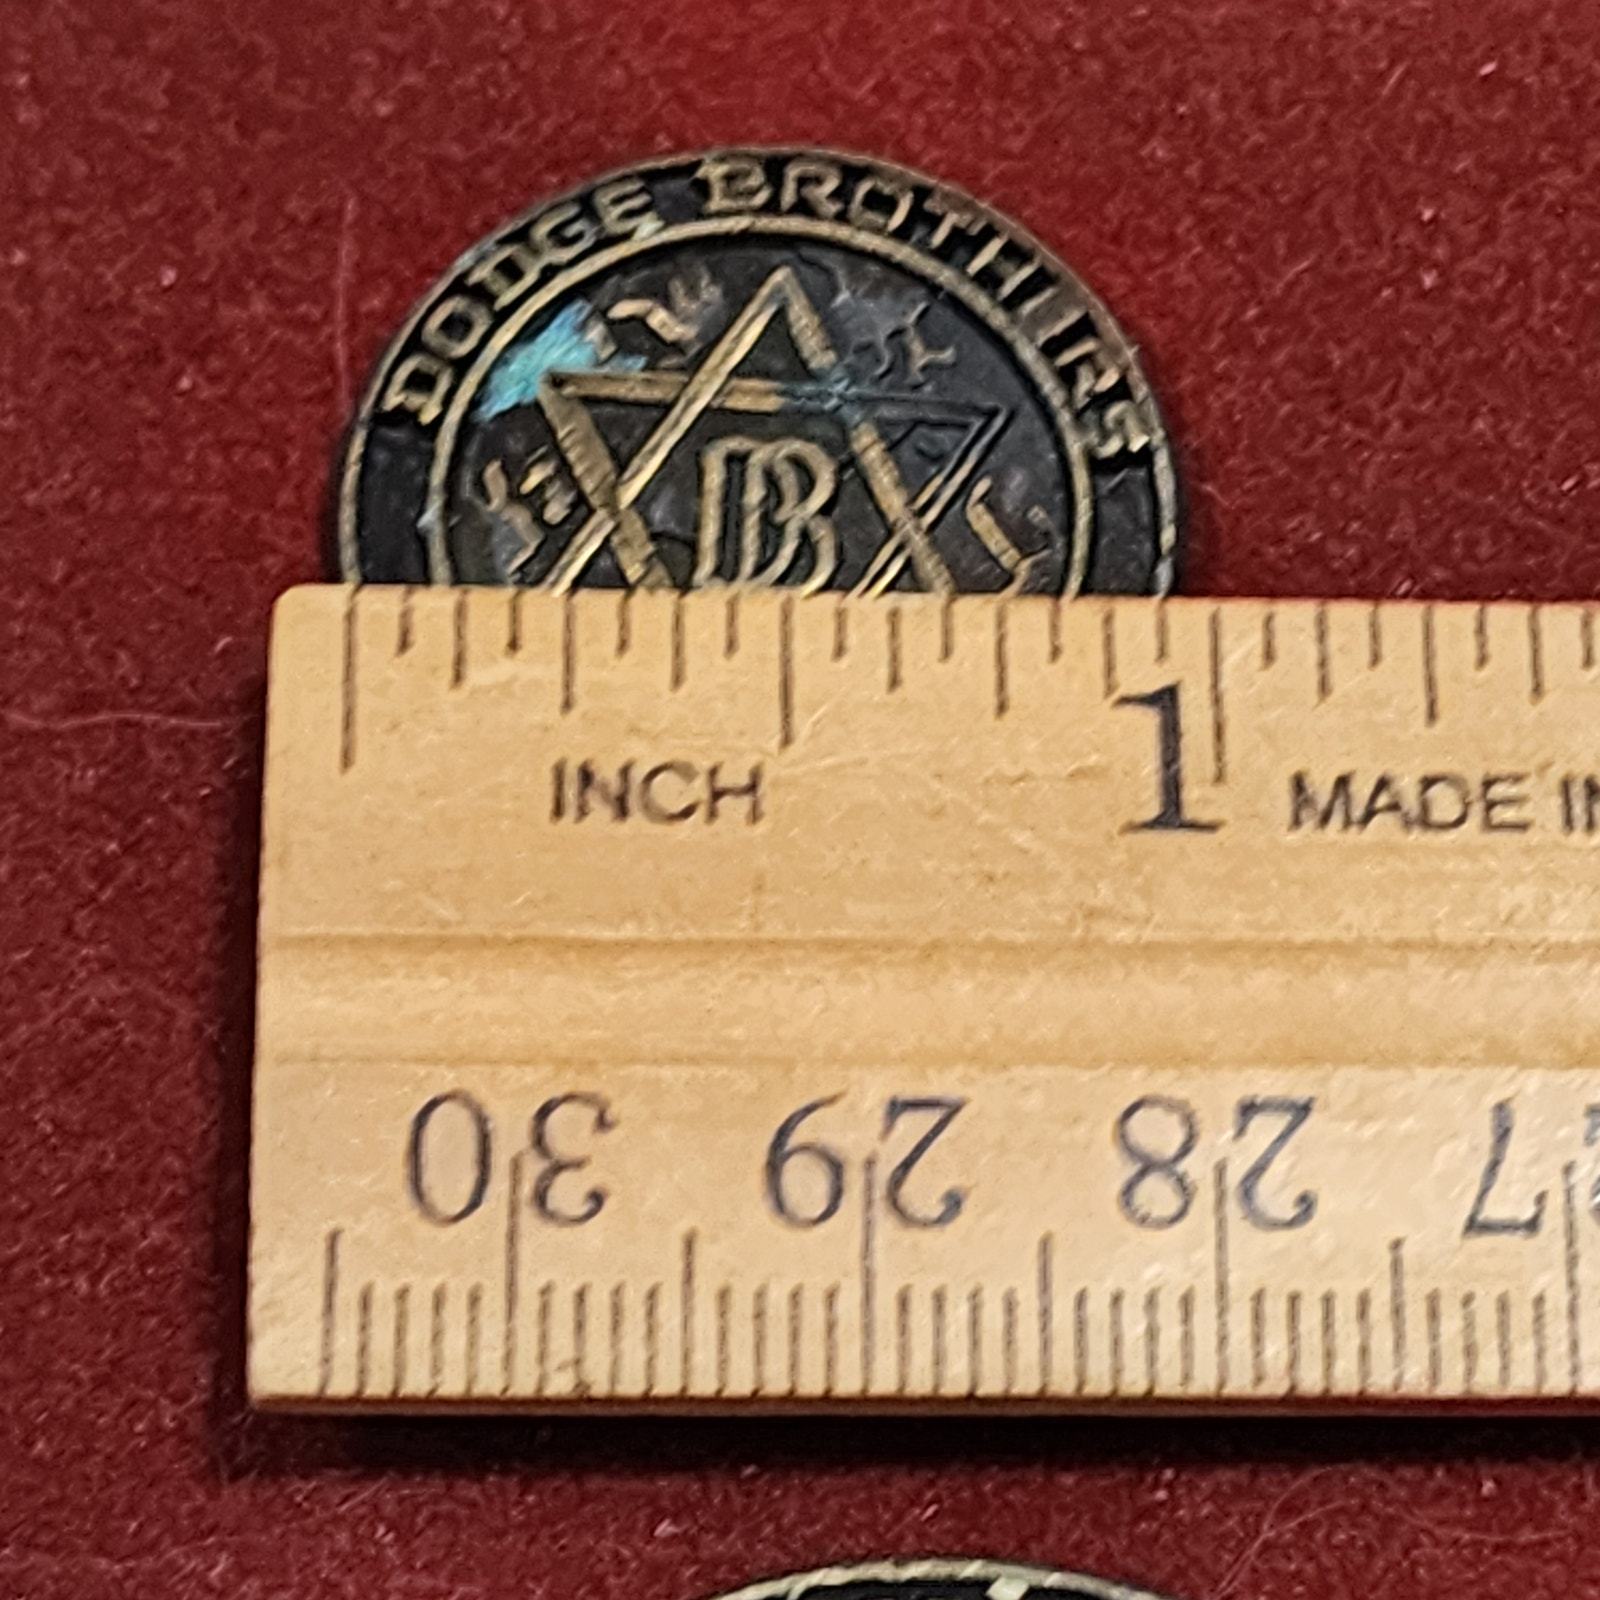 DODGE BROTHERS
DB
INCH
1
MADE IN
30
29
28
27